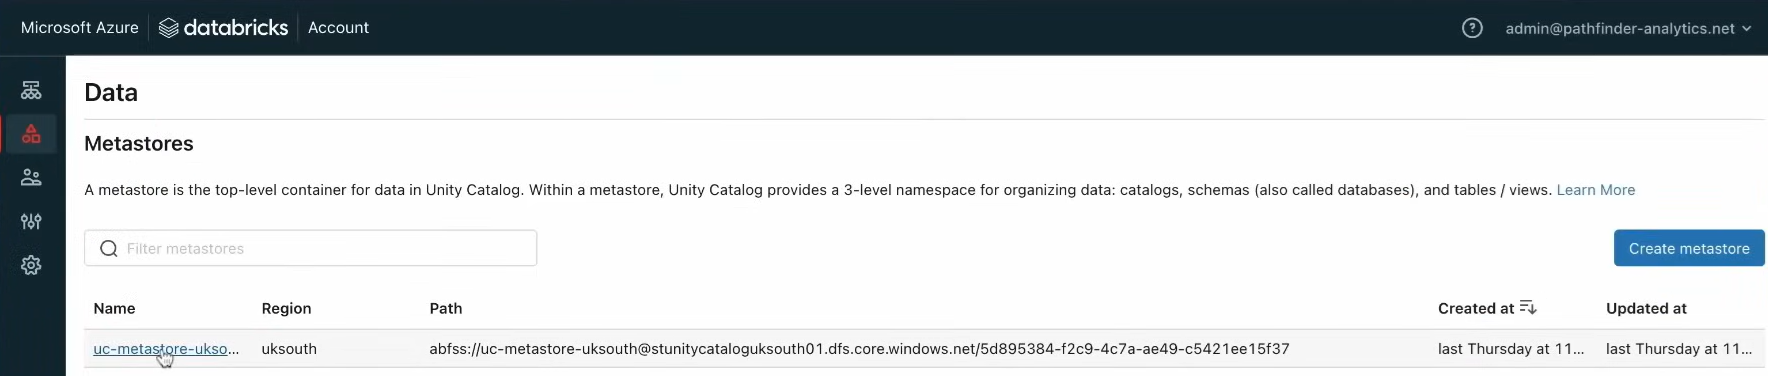 Microsoft Azure databricks Account admin@pathfinder-analytics.net
Data
Metastores
A metastore is the top-level container for data in Unity Catalog. Within a metastore, Unity Catalog provides a 3-level namespace for organizing data: catalogs, schemas (also called databases), and tables / views. Learn More
Filter metastores Create metastore
Name Region Path Created at Updated at
uc-metastore-ukso... uksouth abfss://uc-metastore-uksouth@stunitycataloguksouth01.dfs.core.windows.net/5d895384-f2c9-4c7a-ae49-c5421ee15f37 last Thursday at 11... last Thursday at 11...